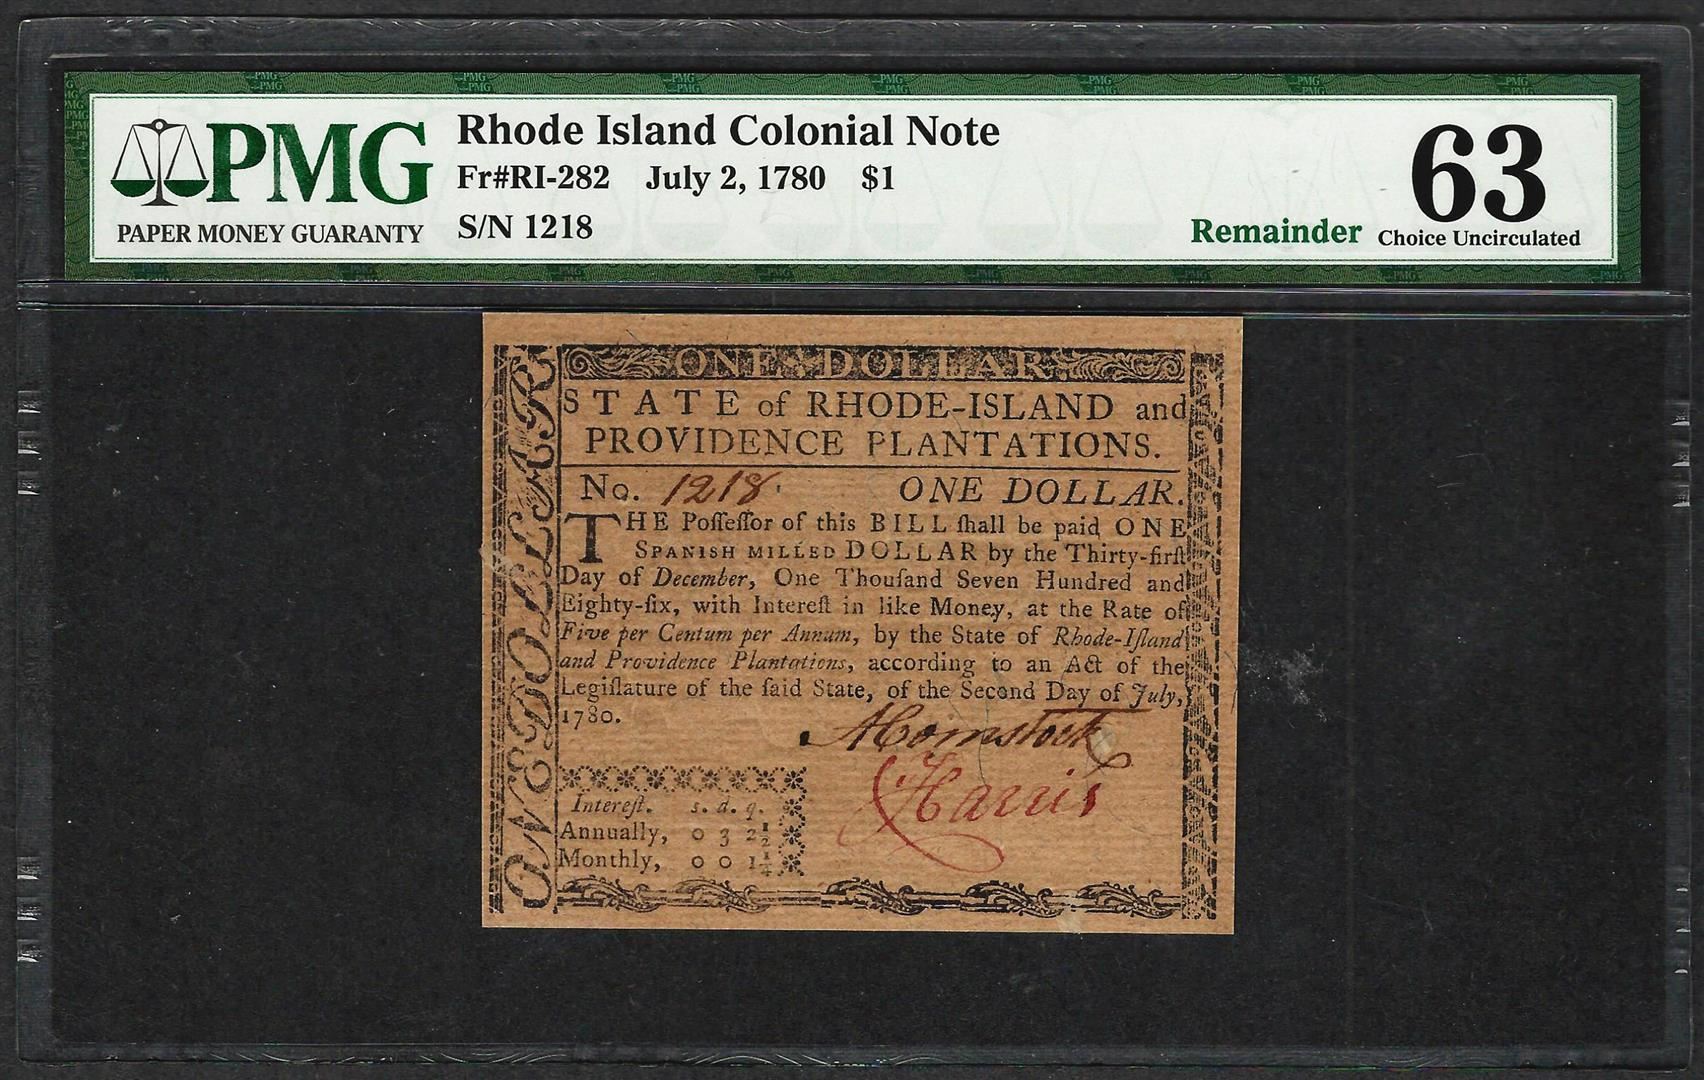 PMG
PAPER MONEY GUARANTY
Rhode Island Colonial Note
Fr#RI-282 July 2, 1780 $1
S/N 1218
Remainder
63
Choice Uncirculated
ONE DOLLAR
ONE DOLLAR
STATE of RHODE-ISLAND and
PROVIDENCE PLANTATIONS.
No. 1218. ONE DOLLAR.
THE Poſſeſſor of this BILL ſhall be paid ONE
SPANISH MILLED DOLLAR by the Thirty-firſt
Day of December, One Thouſand Seven Hundred and
Eighty-ſix, with Intereſt in like Money, at the Rate of
Five per Centum per Annum, by the State of Rhode-Iſland
and Providence Plantations, according to an Act of the
Legiſlature of the ſaid State, of the Second Day of July,
1780.
AComstock
CHarris
Intereſt. s. d. q.
Annually, 0 3 2½
Monthly, 0 0 1¼